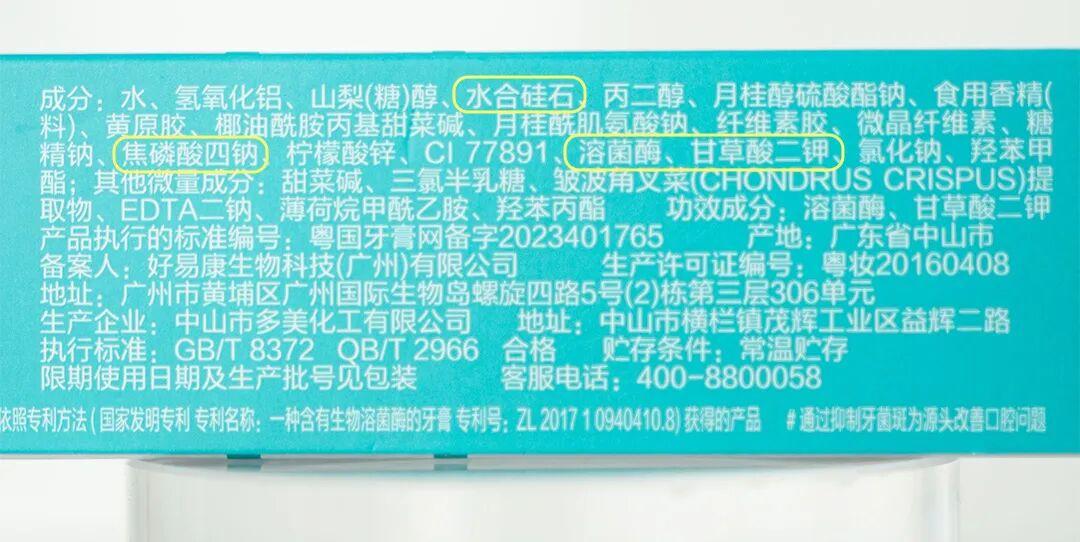 成分：水、氢氧化铝、山梨(糖)醇、水合硅石、丙二醇、月桂醇硫酸酯钠、食用香精(
料)、黄原胶、椰油酰胺丙基甜菜碱、月桂酰肌氨酸钠、纤维素胶、微晶纤维素、糖
精钠、焦磷酸四钠、柠檬酸锌、CI 77891、溶菌酶、甘草酸二钾、氯化钠、羟苯甲
酯；其他微量成分：甜菜碱、三氯半乳糖、皱波角叉菜(CHONDRUS CRISPUS)提
取物、EDTA二钠、薄荷烷甲酰乙胺、羟苯丙酯 功效成分：溶菌酶、甘草酸二钾
产品执行的标准编号：粤国牙膏网备字2023401765 产地：广东省中山市
备案人：好易康生物科技(广州)有限公司 生产许可证编号：粤妆20160408
地址：广州市黄埔区广州国际生物岛螺旋四路5号(2)栋第三层306单元
生产企业：中山市多美化工有限公司 地址：中山市横栏镇茂辉工业区益辉二路
执行标准：GB/T 8372 QB/T 2966 合格 贮存条件：常温贮存
限期使用日期及生产批号见包装 客服电话：400-8800058
依照专利方法(国家发明专利 专利名称：一种含有生物溶菌酶的牙膏 专利号：ZL 2017 1 0940410.8)获得的产品 #通过抑制牙菌斑为源头改善口腔问题